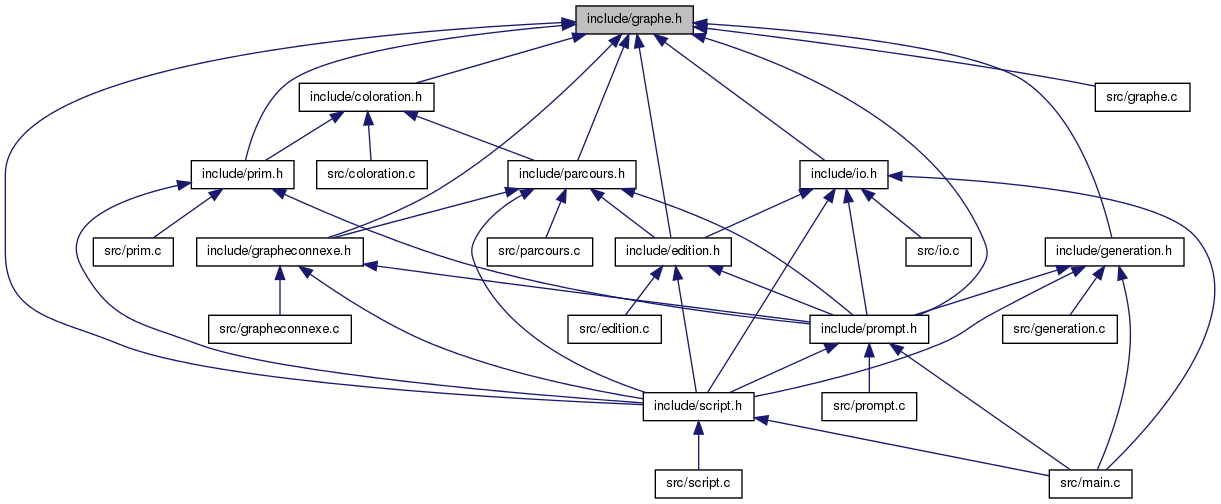 include/graphe.h
include/coloration.h
src/graphe.c
include/prim.h
src/coloration.c
include/parcours.h
include/io.h
src/prim.c
include/grapheconnexe.h
src/parcours.c
include/edition.h
src/io.c
include/generation.h
src/grapheconnexe.c
src/edition.c
include/prompt.h
src/generation.c
include/script.h
src/prompt.c
src/script.c
src/main.c